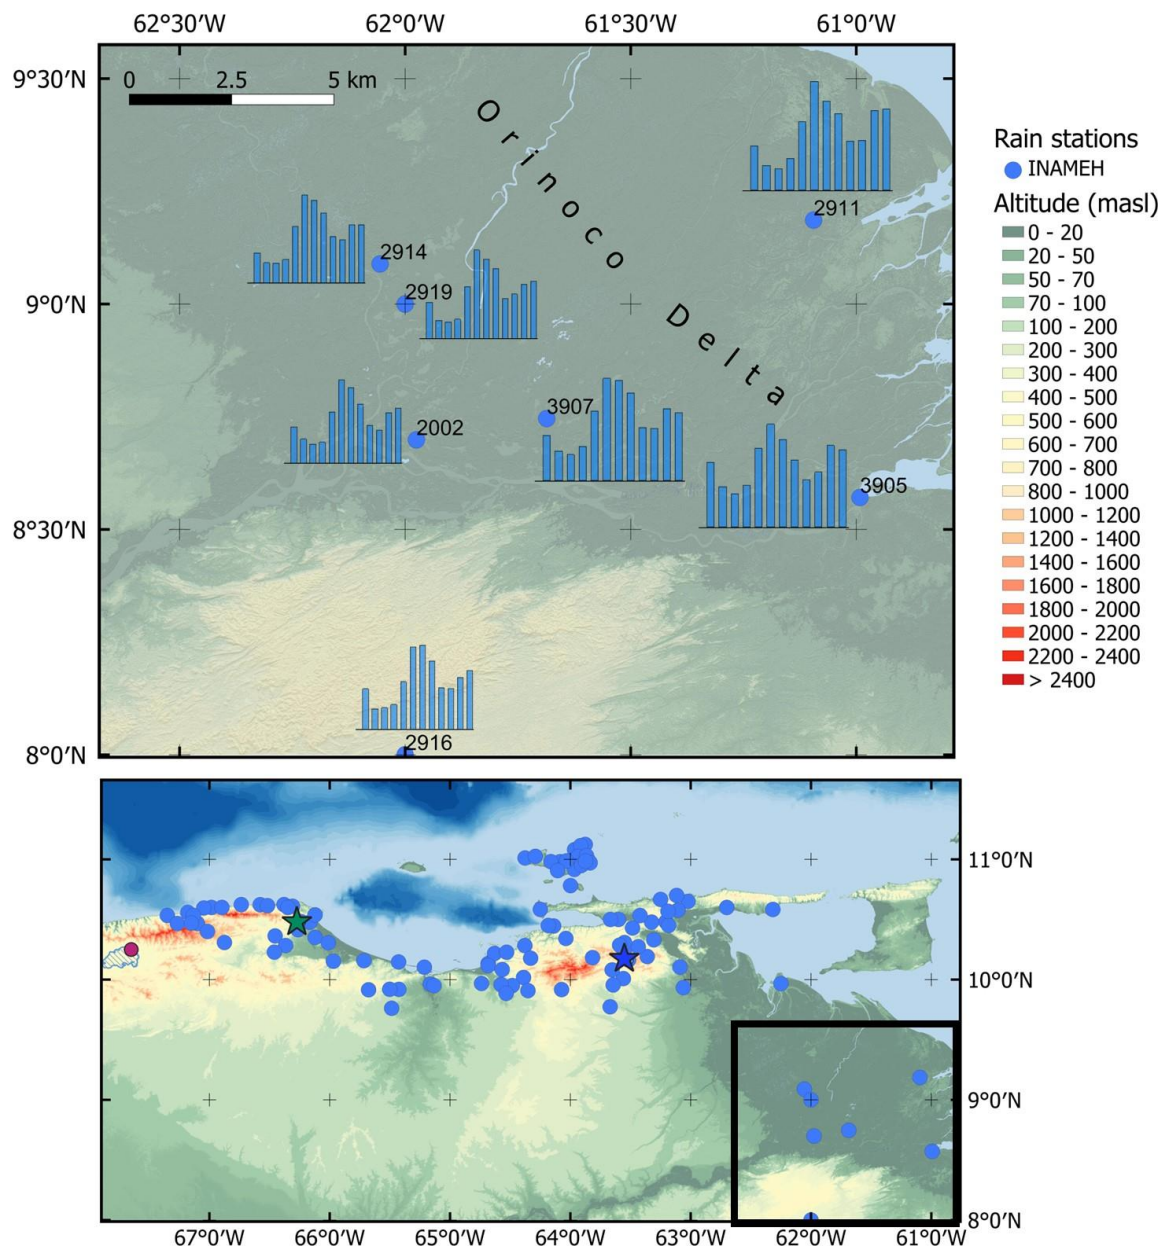 62°30′W 62°0′W 61°30′W 61°0′W
9°30′N
0 2.5 5 km
Orinoco Delta
2911
2914
9°0′N
2919
3907
2002
3905
8°30′N
2916
8°0′N
Rain stations
INAMEH
Altitude (masl)
0 - 20
20 - 50
50 - 70
70 - 100
100 - 200
200 - 300
300 - 400
400 - 500
500 - 600
600 - 700
700 - 800
800 - 1000
1000 - 1200
1200 - 1400
1400 - 1600
1600 - 1800
1800 - 2000
2000 - 2200
2200 - 2400
> 2400
11°0′N
10°0′N
9°0′N
8°0′N
67°0′W 66°0′W 65°0′W 64°0′W 63°0′W 62°0′W 61°0′W